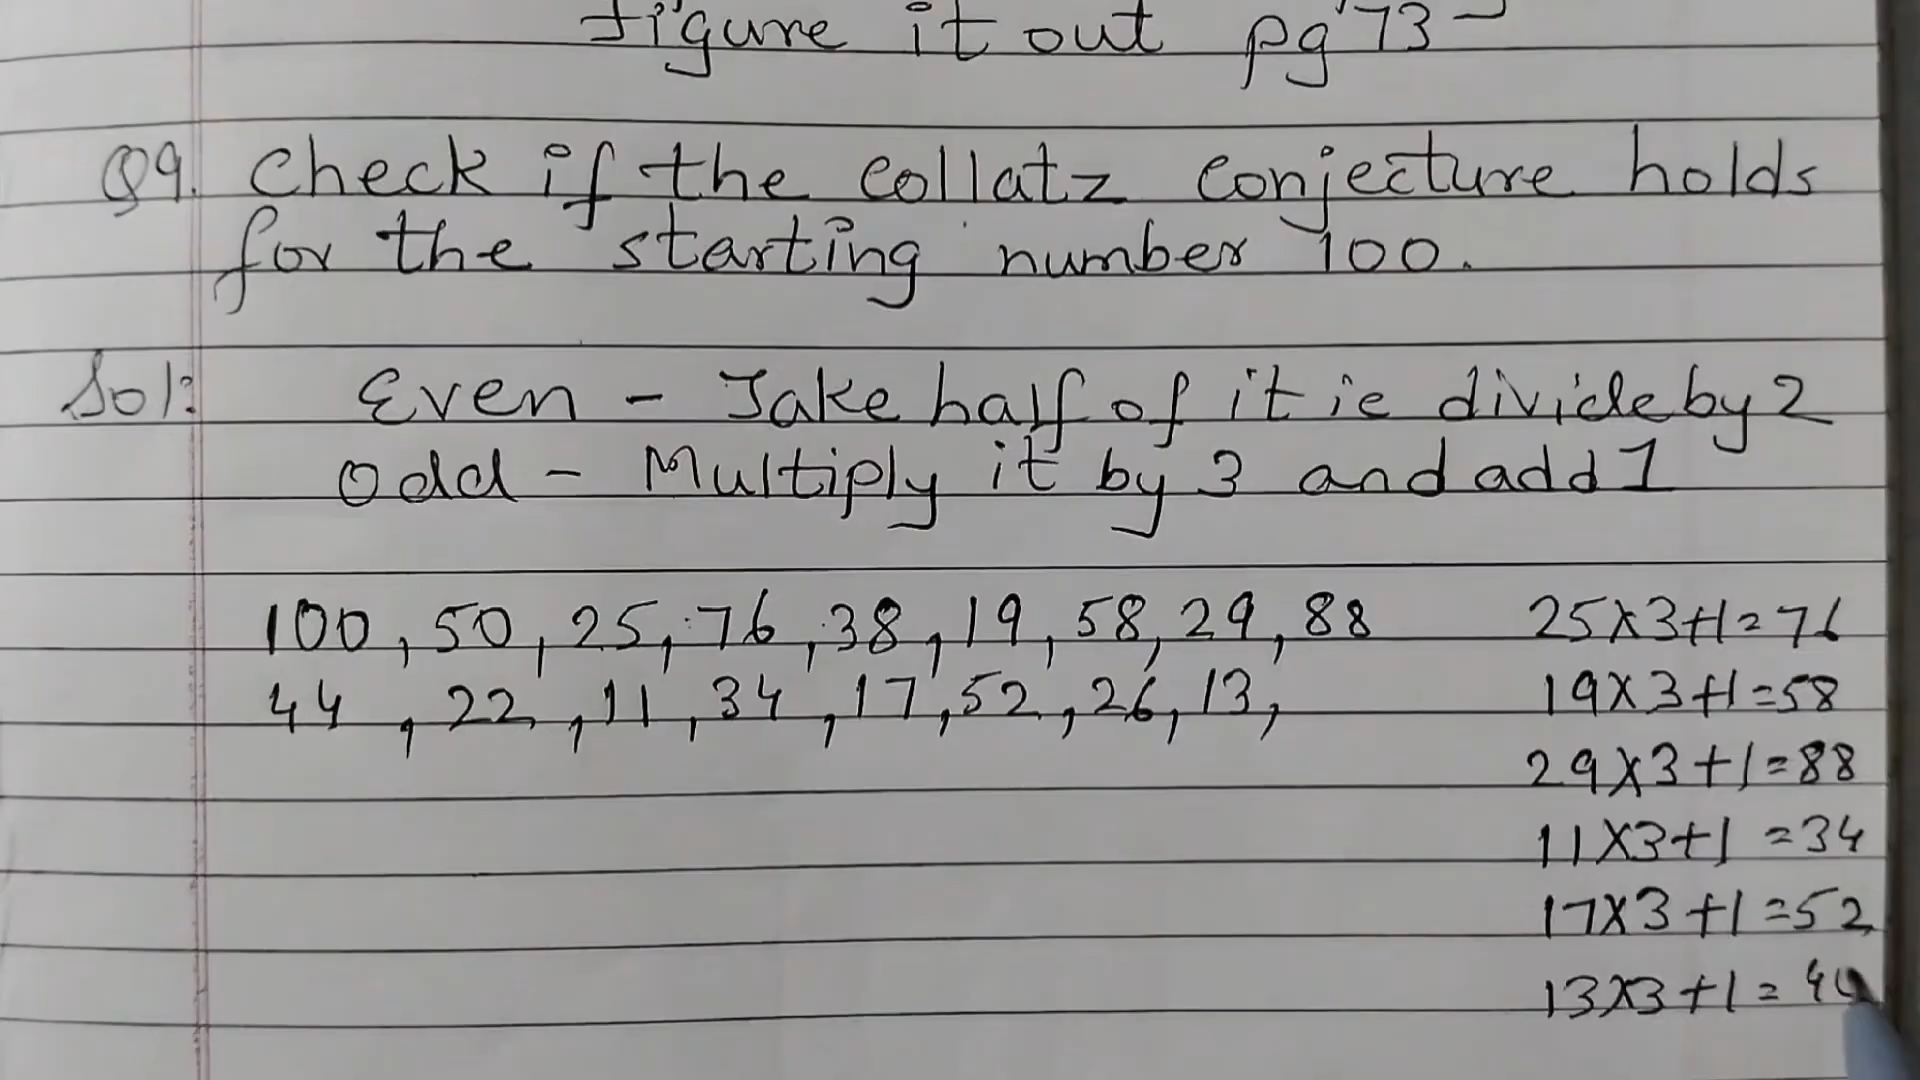 figure it out pg 73
Q9. Check if the collatz conjecture holds
for the starting number 100.
Sol: Even - Take half of it ie divide by 2
Odd - Multiply it by 3 and add 1
100, 50, 25, 76, 38, 19, 58, 29, 88
25x3+1=76
44, 22, 11, 34, 17, 52, 26, 13,
19x3+1=58
29x3+1=88
11x3+1=34
17x3+1=52
13x3+1=